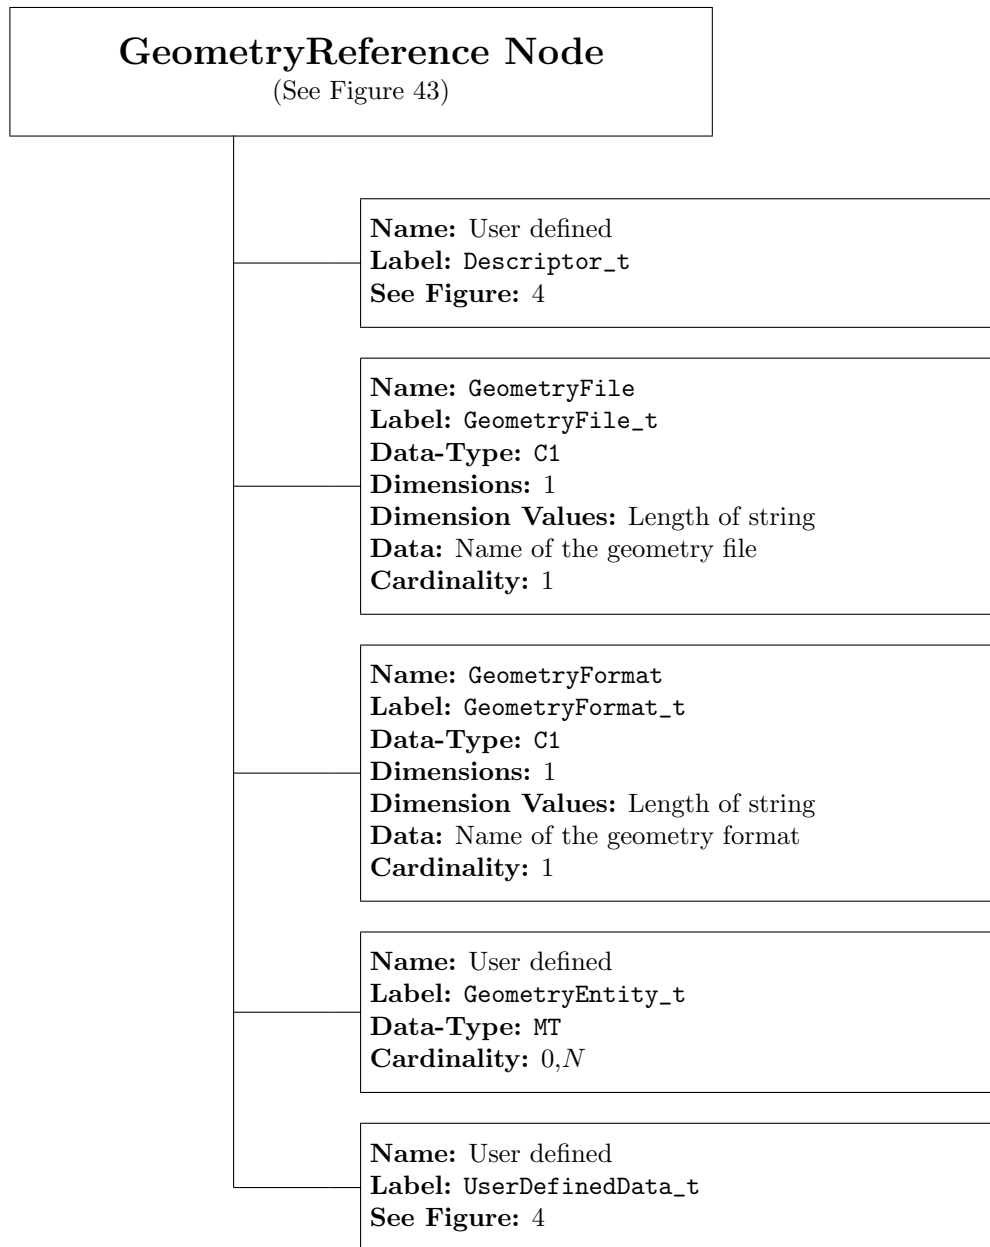 GeometryReference Node
(See Figure 43)
Name: User defined
Label: Descriptor_t
See Figure: 4
Name: GeometryFile
Label: GeometryFile_t
Data-Type: C1
Dimensions: 1
Dimension Values: Length of string
Data: Name of the geometry file
Cardinality: 1
Name: GeometryFormat
Label: GeometryFormat_t
Data-Type: C1
Dimensions: 1
Dimension Values: Length of string
Data: Name of the geometry format
Cardinality: 1
Name: User defined
Label: GeometryEntity_t
Data-Type: MT
Cardinality: 0,N
Name: User defined
Label: UserDefinedData_t
See Figure: 4